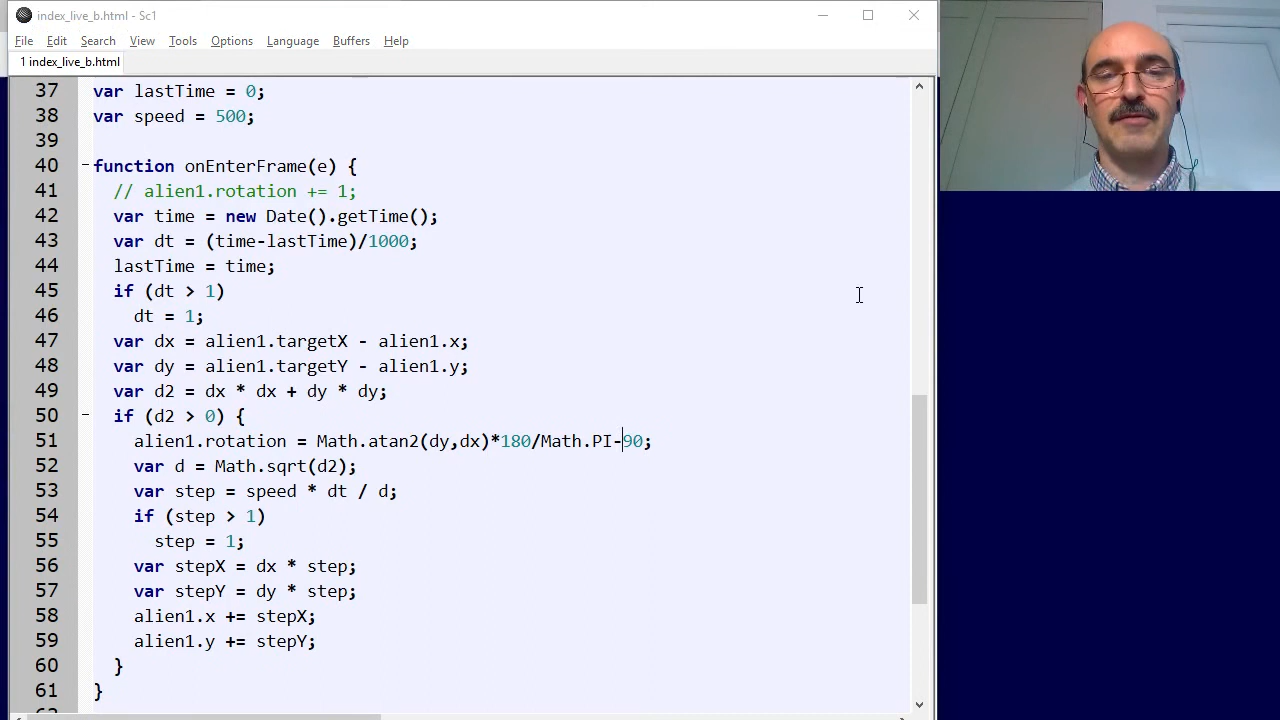 index_live_b.html - Sc1
File Edit Search View Tools Options Language Buffers Help
1 index_live_b.html
37 var lastTime = 0;
38 var speed = 500;
39
40 function onEnterFrame(e) {
41 // alien1.rotation += 1;
42 var time = new Date().getTime();
43 var dt = (time-lastTime)/1000;
44 lastTime = time;
45 if (dt > 1)
46 dt = 1;
47 var dx = alien1.targetX - alien1.x;
48 var dy = alien1.targetY - alien1.y;
49 var d2 = dx * dx + dy * dy;
50 if (d2 > 0) {
51 alien1.rotation = Math.atan2(dy,dx)*180/Math.PI-90;
52 var d = Math.sqrt(d2);
53 var step = speed * dt / d;
54 if (step > 1)
55 step = 1;
56 var stepX = dx * step;
57 var stepY = dy * step;
58 alien1.x += stepX;
59 alien1.y += stepY;
60 }
61 }